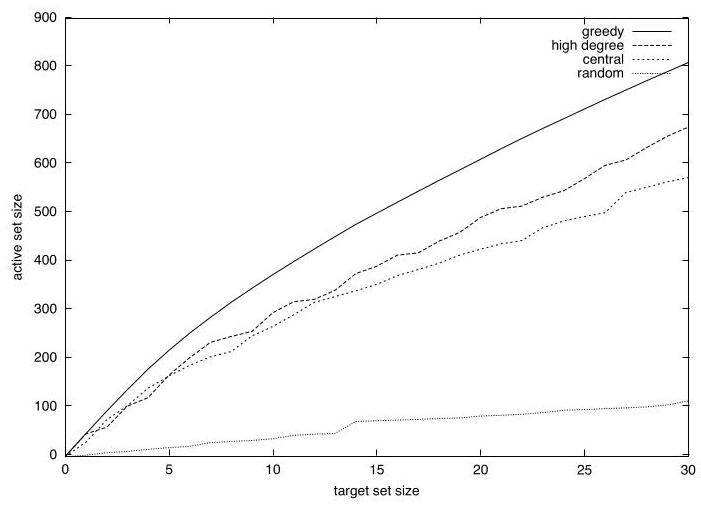 900
800
700
600
500
400
300
200
100
0
active set size
greedy
high degree
central
random
0 5 10 15 20 25 30
target set size